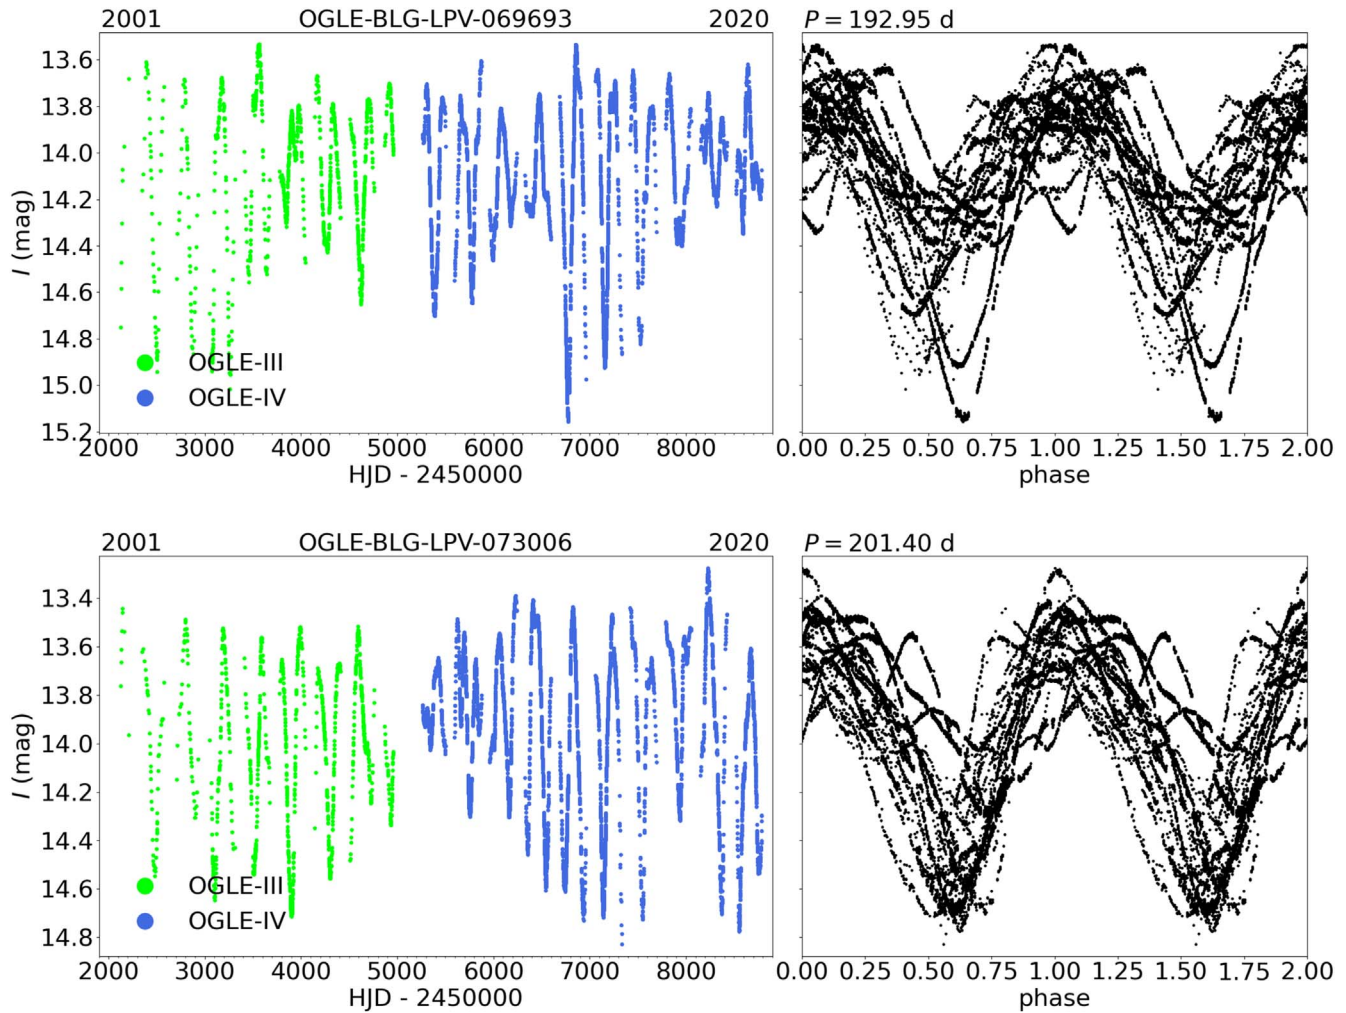 2001 OGLE-BLG-LPV-069693 2020
P = 192.95 d
I (mag)
13.6
13.8
14.0
14.2
14.4
14.6
14.8
15.0
15.2
OGLE-III
OGLE-IV
2000 3000 4000 5000 6000 7000 8000
HJD - 2450000
0.00 0.25 0.50 0.75 1.00 1.25 1.50 1.75 2.00
phase
2001 OGLE-BLG-LPV-073006 2020
P = 201.40 d
I (mag)
13.4
13.6
13.8
14.0
14.2
14.4
14.6
14.8
OGLE-III
OGLE-IV
2000 3000 4000 5000 6000 7000 8000
HJD - 2450000
0.00 0.25 0.50 0.75 1.00 1.25 1.50 1.75 2.00
phase